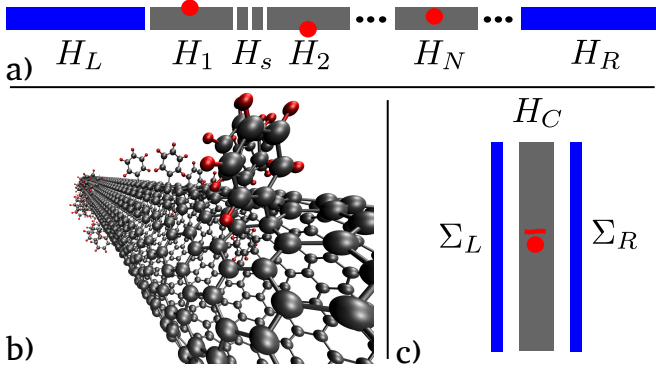 a) H_L H_1 H_s H_2 ••• H_N ••• H_R
b)
c) H_C
Σ_L Σ_R